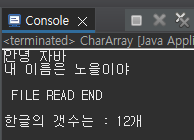 Console
<terminated> CharArray [Java Appli
안녕 자바
내 이름은 노을이야
FILE READ END
한글의 갯수는 : 12개